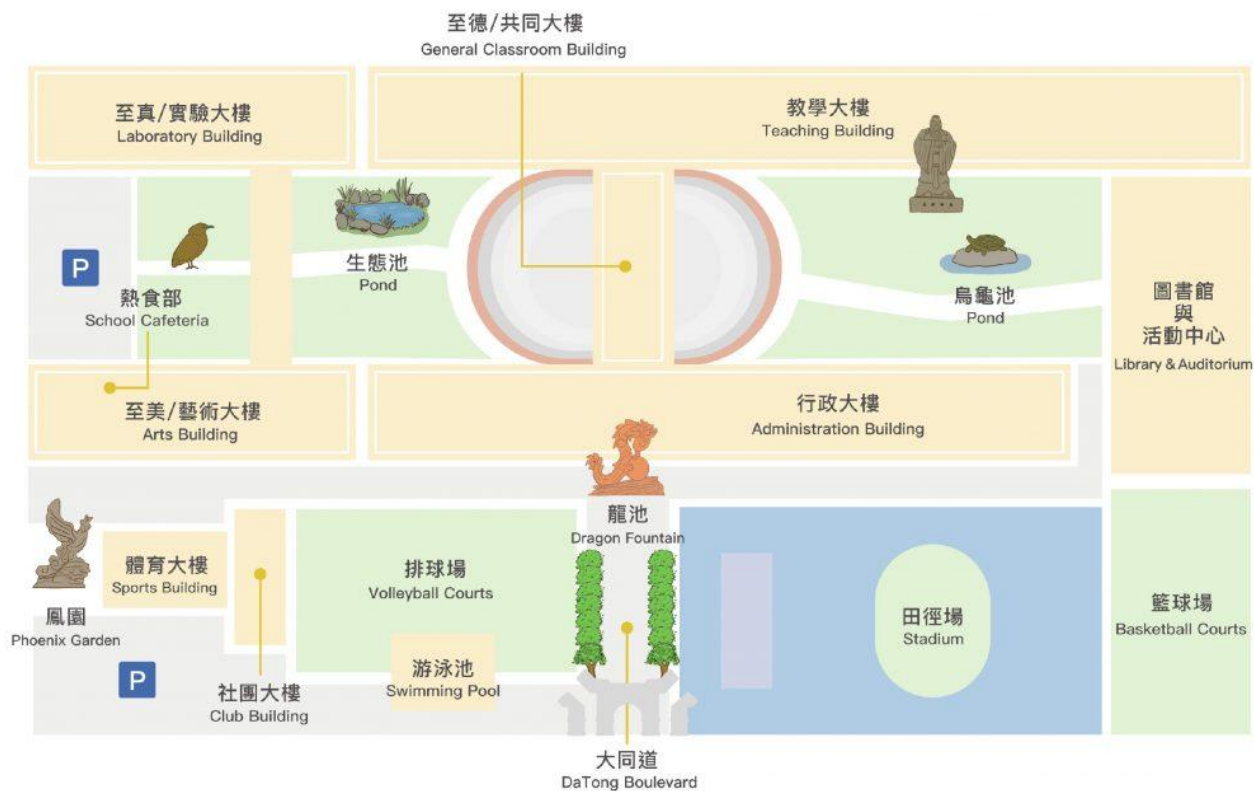 至德/共同大樓
General Classroom Building
至真/實驗大樓
Laboratory Building
教學大樓
Teaching Building
P
生態池
Pond
烏龜池
Pond
熱食部
School Cafeteria
圖書館
與
活動中心
Library & Auditorium
至美/藝術大樓
Arts Building
行政大樓
Administration Building
龍池
Dragon Fountain
體育大樓
Sports Building
排球場
Volleyball Courts
田徑場
Stadium
籃球場
Basketball Courts
鳳園
Phoenix Garden
P
社團大樓
Club Building
游泳池
Swimming Pool
大同道
DaTong Boulevard